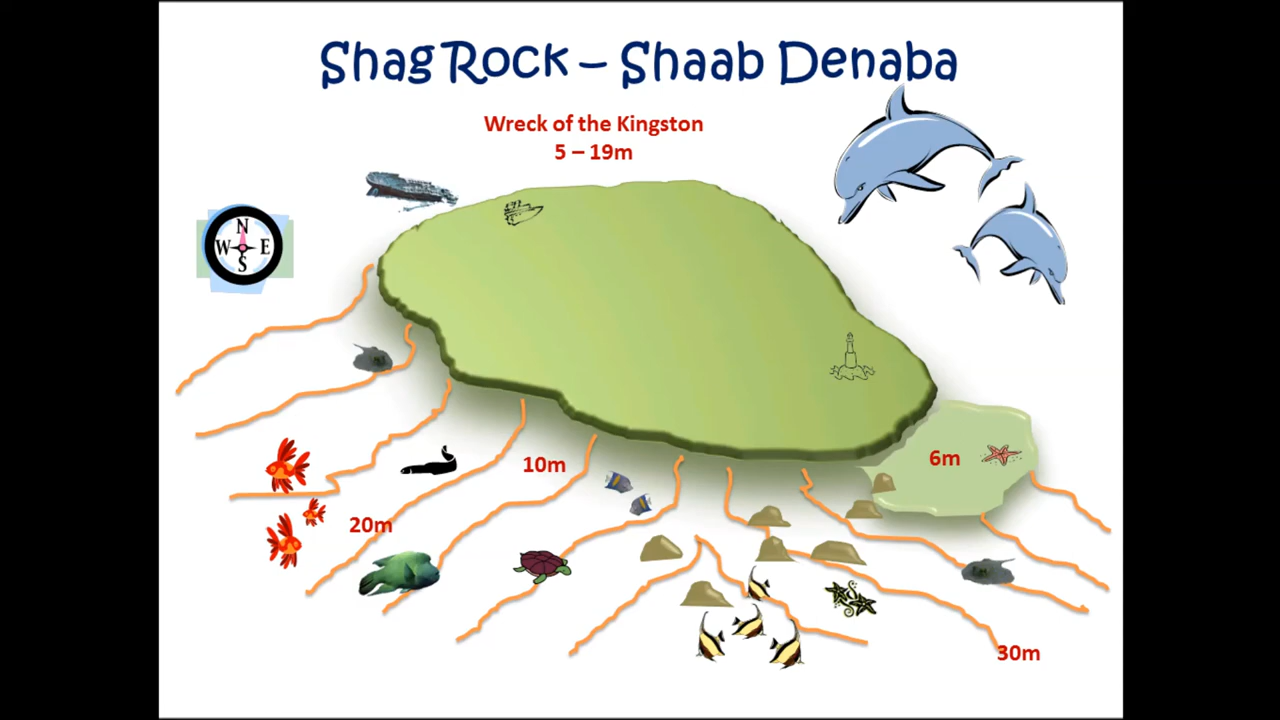 Shag Rock – Shaab Denaba
Wreck of the Kingston
5 – 19m
N
W E
S
6m
10m
20m
30m